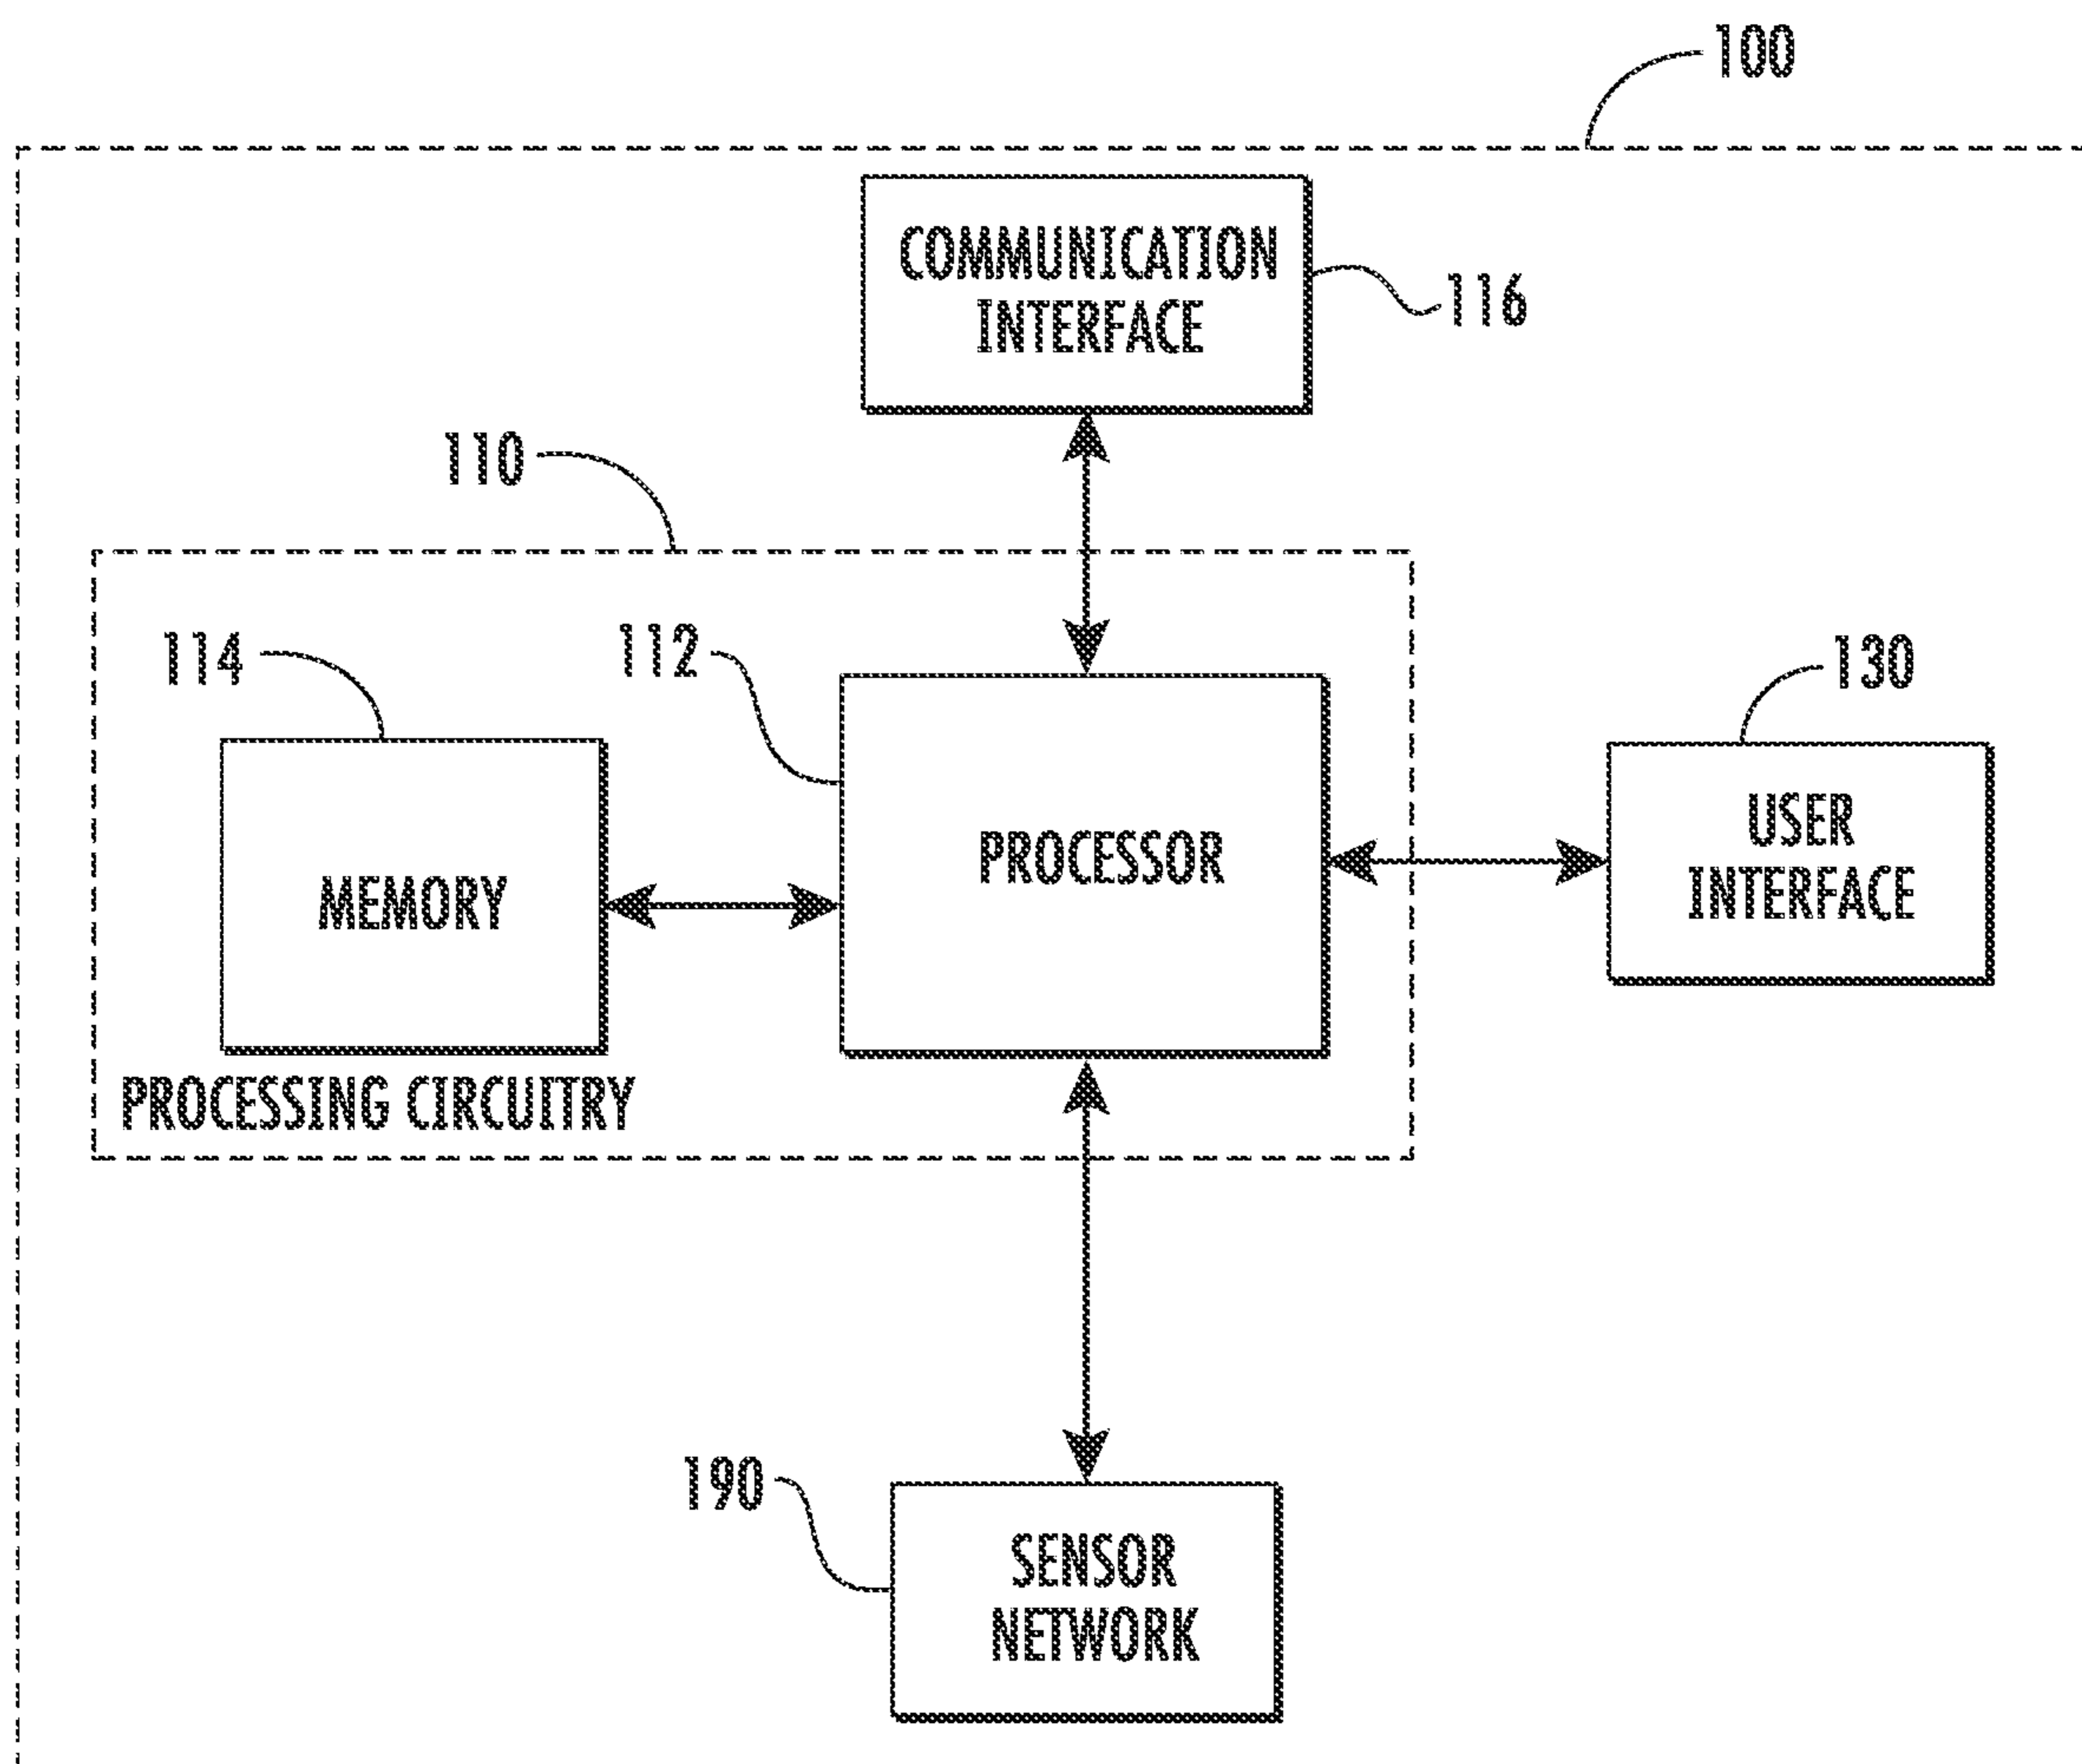 100
COMMUNICATION
INTERFACE
116
110
114
112
130
USER
INTERFACE
PROCESSOR
MEMORY
PROCESSING CIRCUITRY
190
SENSOR
NETWORK